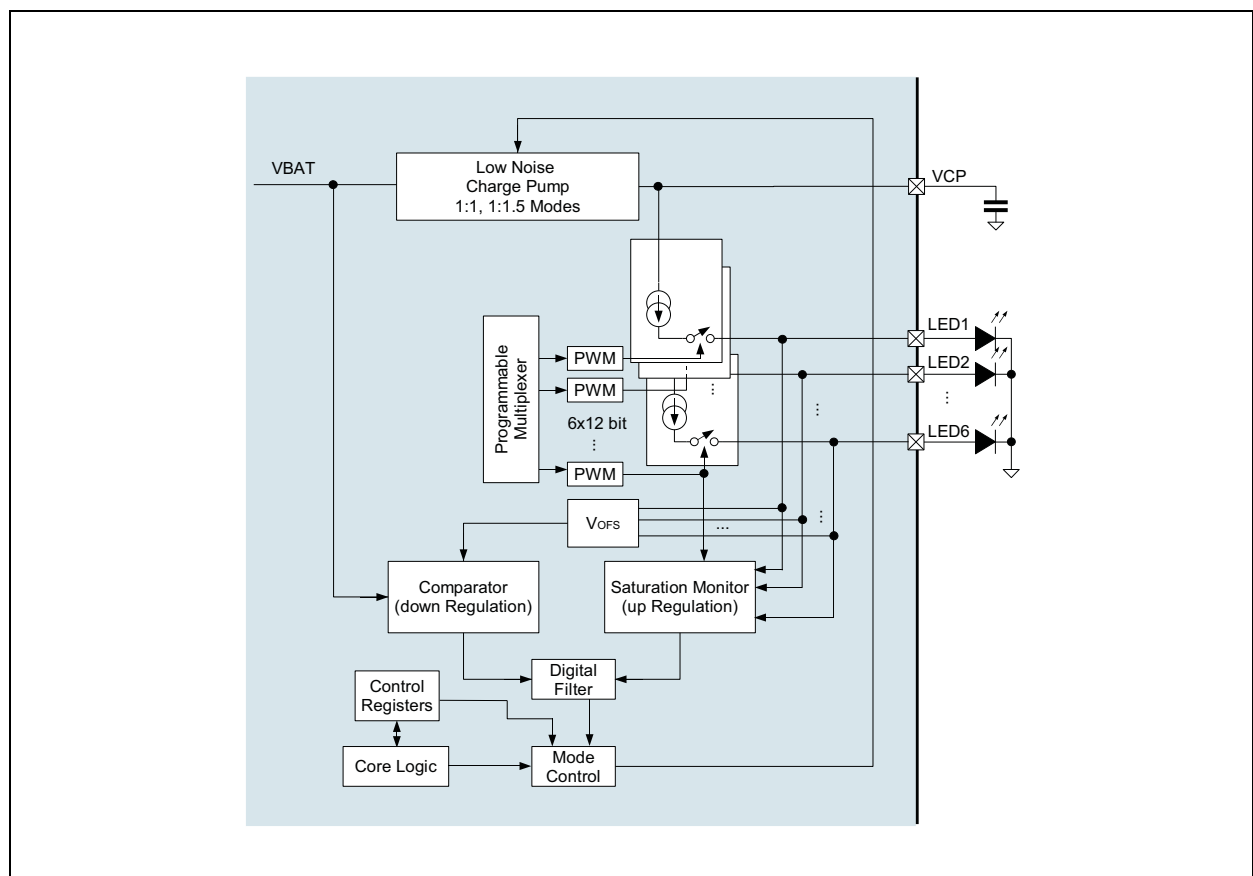 VBAT
Low Noise
Charge Pump
1:1, 1:1.5 Modes
VCP
Programmable
Multiplexer
PWM
PWM
6x12 bit
...
PWM
...
LED1
LED2
...
LED6
...
VOFS
...
...
Comparator
(down Regulation)
Saturation Monitor
(up Regulation)
Digital
Filter
Control
Registers
Core Logic
Mode
Control